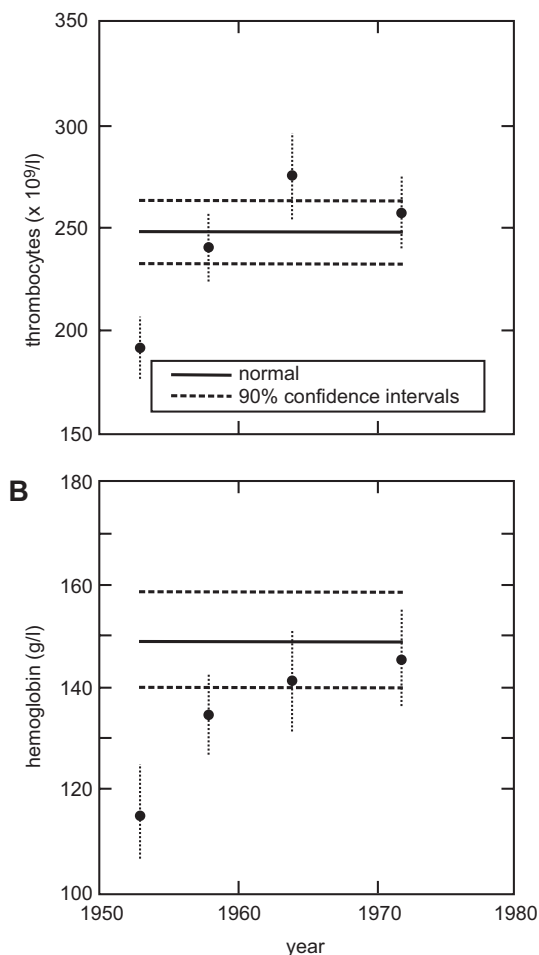 350
300
250
200
150
thrombocytes (x 10⁹/l)
normal
90% confidence intervals
B
180
160
140
120
100
hemoglobin (g/l)
1950 1960 1970 1980
year